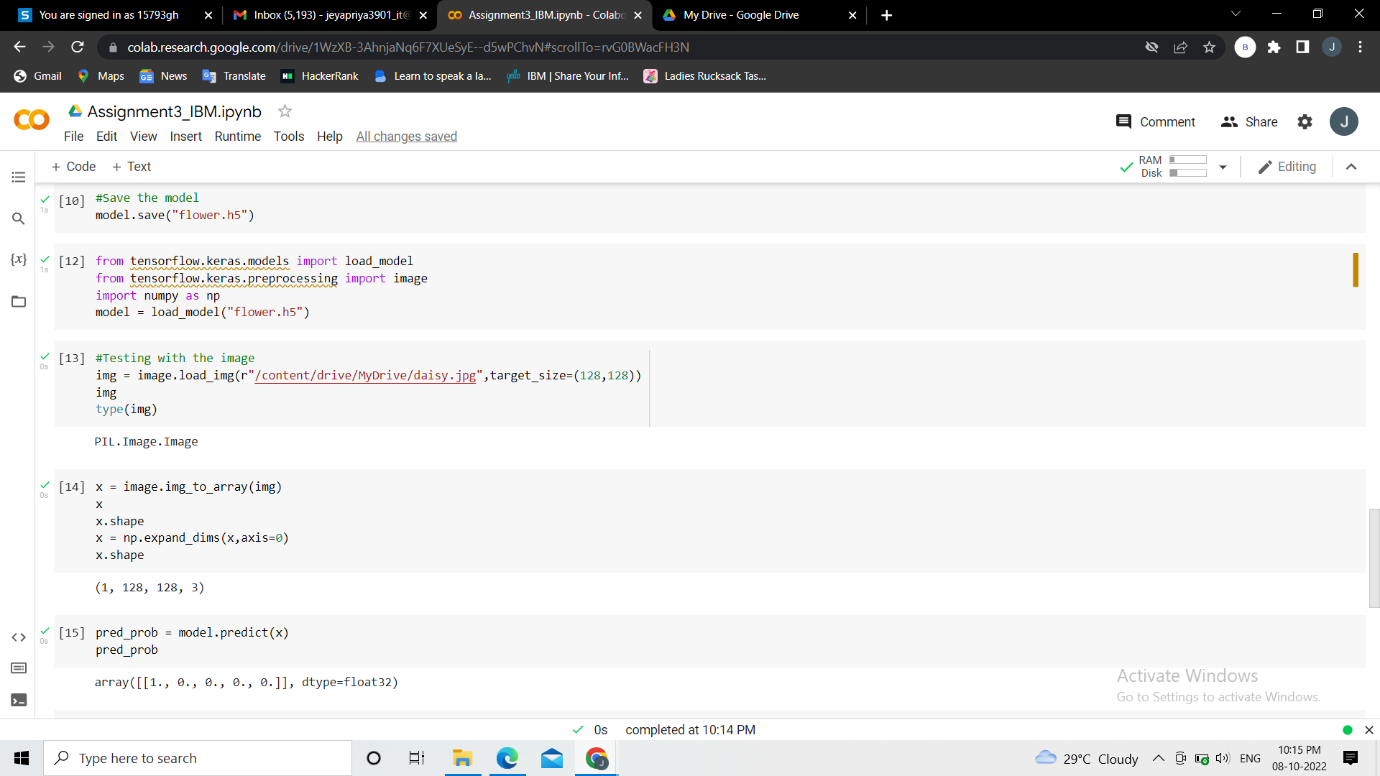 You are signed in as 15793gh
Inbox (5,193) - jeyapriya3901_it@
Assignment3_IBM.ipynb - Colabo
My Drive - Google Drive
colab.research.google.com/drive/1WzXB-3AhnjaNq6F7XUeSyE--d5wPChvN#scrollTo=rvG0BWacFH3N
Gmail
Maps
News
Translate
HackerRank
Learn to speak a la...
IBM | Share Your Inf...
Ladies Rucksack Tas...
Assignment3_IBM.ipynb
File Edit View Insert Runtime Tools Help All changes saved
Comment
Share
J
+ Code + Text
RAM
Disk
Editing
[10] #Save the model
1s
model.save("flower.h5")
[12] from tensorflow.keras.models import load_model
1s
from tensorflow.keras.preprocessing import image
import numpy as np
model = load_model("flower.h5")
[13] #Testing with the image
0s
img = image.load_img(r"/content/drive/MyDrive/daisy.jpg",target_size=(128,128))
img
type(img)
PIL.Image.Image
[14] x = image.img_to_array(img)
0s
x
x.shape
x = np.expand_dims(x,axis=0)
x.shape
(1, 128, 128, 3)
[15] pred_prob = model.predict(x)
0s
pred_prob
array([[1., 0., 0., 0., 0.]], dtype=float32)
Activate Windows
Go to Settings to activate Windows.
0s completed at 10:14 PM
Type here to search
29°C Cloudy
ENG
10:15 PM
08-10-2022